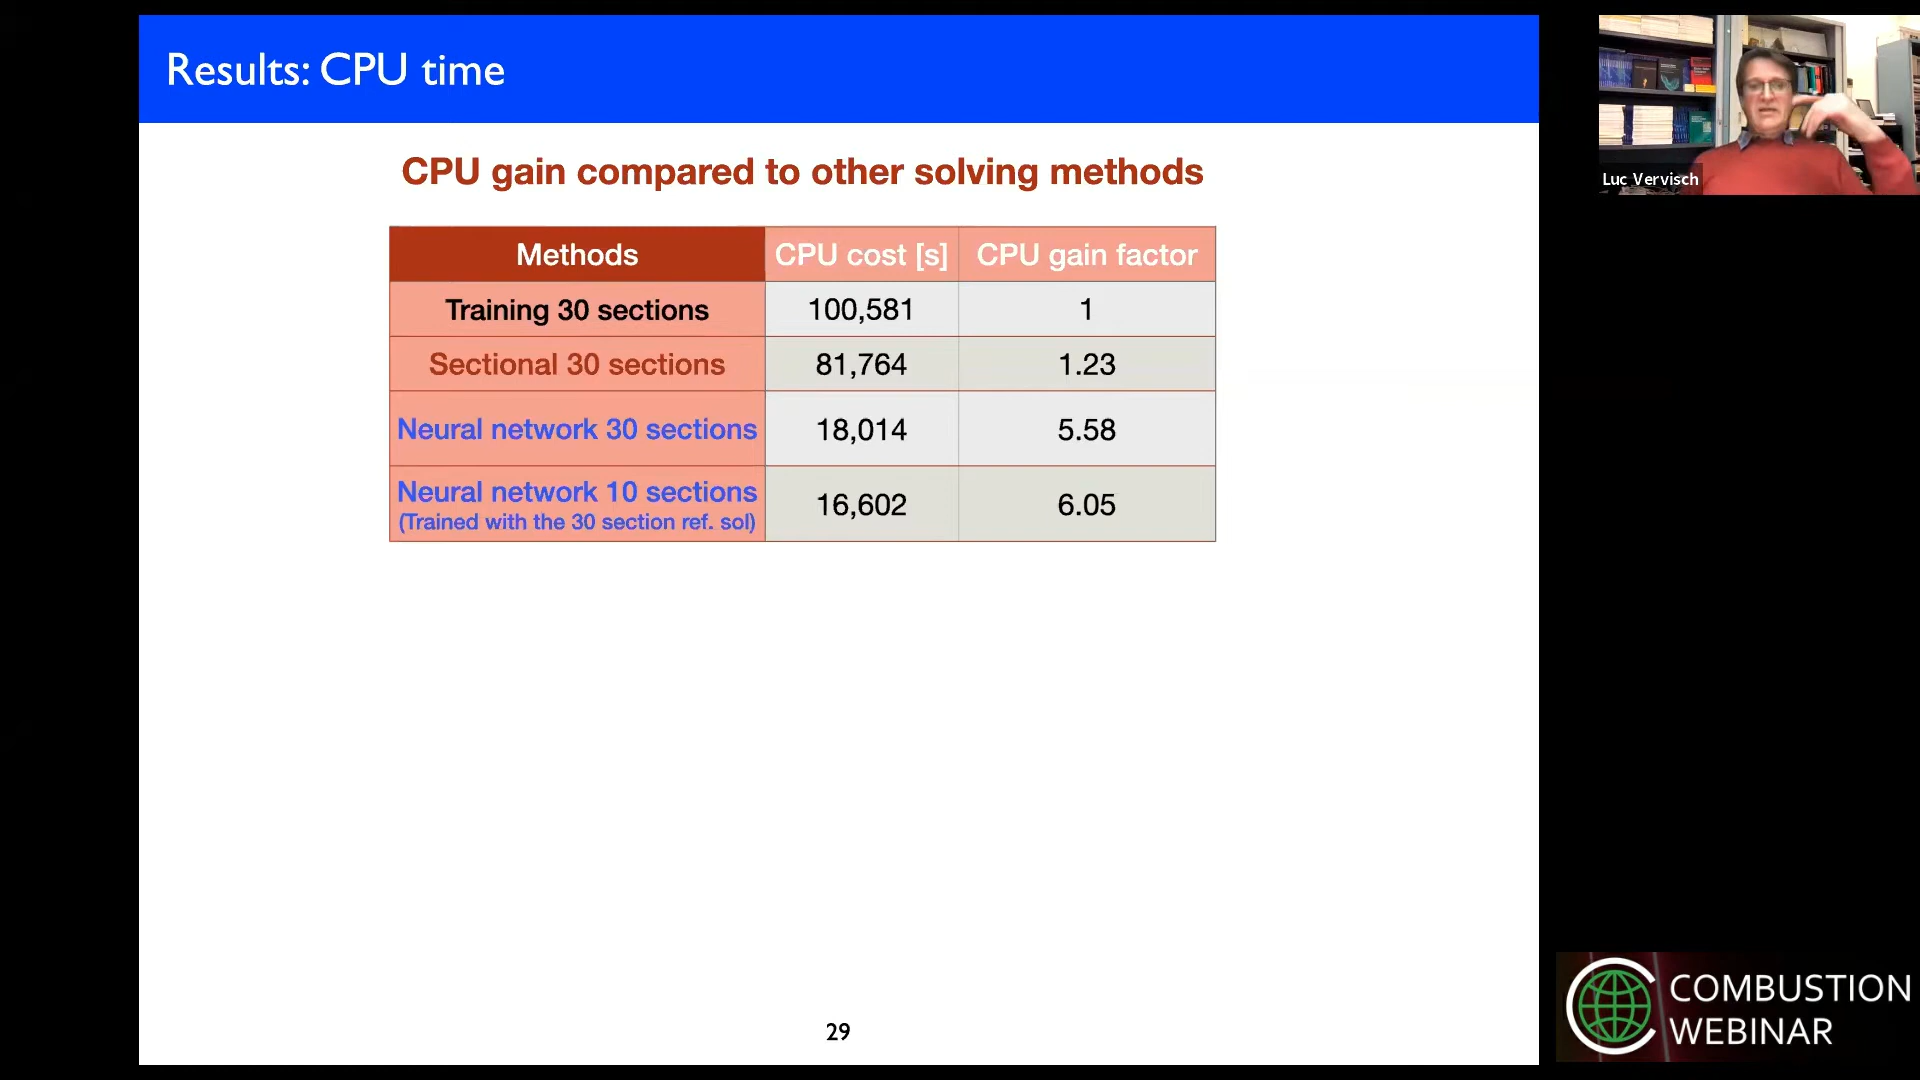 Results: CPU time
CPU gain compared to other solving methods
Methods CPU cost [s] CPU gain factor
Training 30 sections 100,581 1
Sectional 30 sections 81,764 1.23
Neural network 30 sections 18,014 5.58
Neural network 10 sections 16,602 6.05
(Trained with the 30 section ref. sol)
29
Luc Vervisch
COMBUSTION
WEBINAR